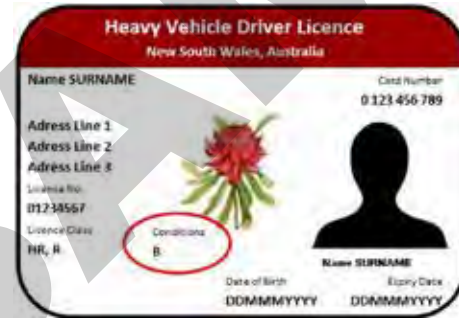 Heavy Vehicle Driver Licence
New South Wales, Australia
Name SURNAME
Card Number
0 123 456 789
Adress Line 1
Adress Line 2
Adress Line 3
Licence No.
01234567
Licence Class
HR, R
Conditions
B
Name SURNAME
Date of Birth
Expiry Date
DDMMMYYYY
DDMMMYYYY